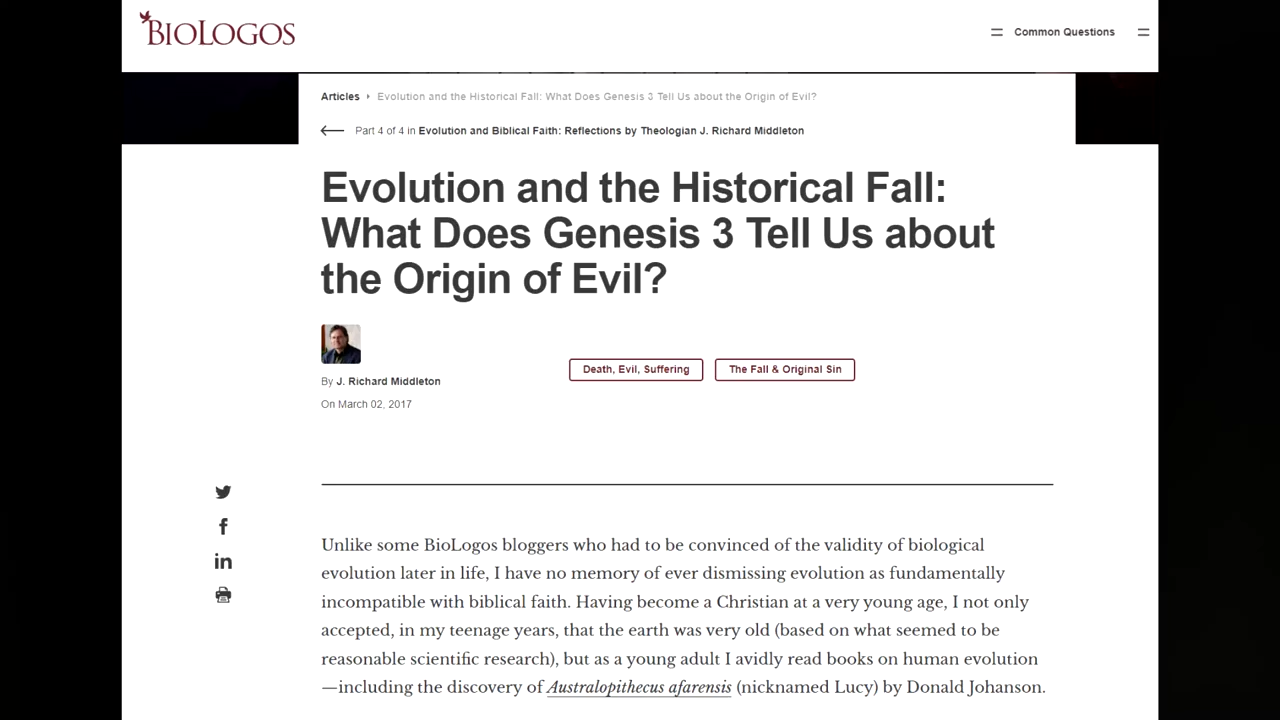 BIOLOGOS
Common Questions
Articles
Evolution and the Historical Fall: What Does Genesis 3 Tell Us about the Origin of Evil?
Part 4 of 4 in Evolution and Biblical Faith: Reflections by Theologian J. Richard Middleton
Evolution and the Historical Fall:
What Does Genesis 3 Tell Us about
the Origin of Evil?
By J. Richard Middleton
On March 02, 2017
Death, Evil, Suffering
The Fall & Original Sin
Unlike some BioLogos bloggers who had to be convinced of the validity of biological
evolution later in life, I have no memory of ever dismissing evolution as fundamentally
incompatible with biblical faith. Having become a Christian at a very young age, I not only
accepted, in my teenage years, that the earth was very old (based on what seemed to be
reasonable scientific research), but as a young adult I avidly read books on human evolution
—including the discovery of Australopithecus afarensis (nicknamed Lucy) by Donald Johanson.